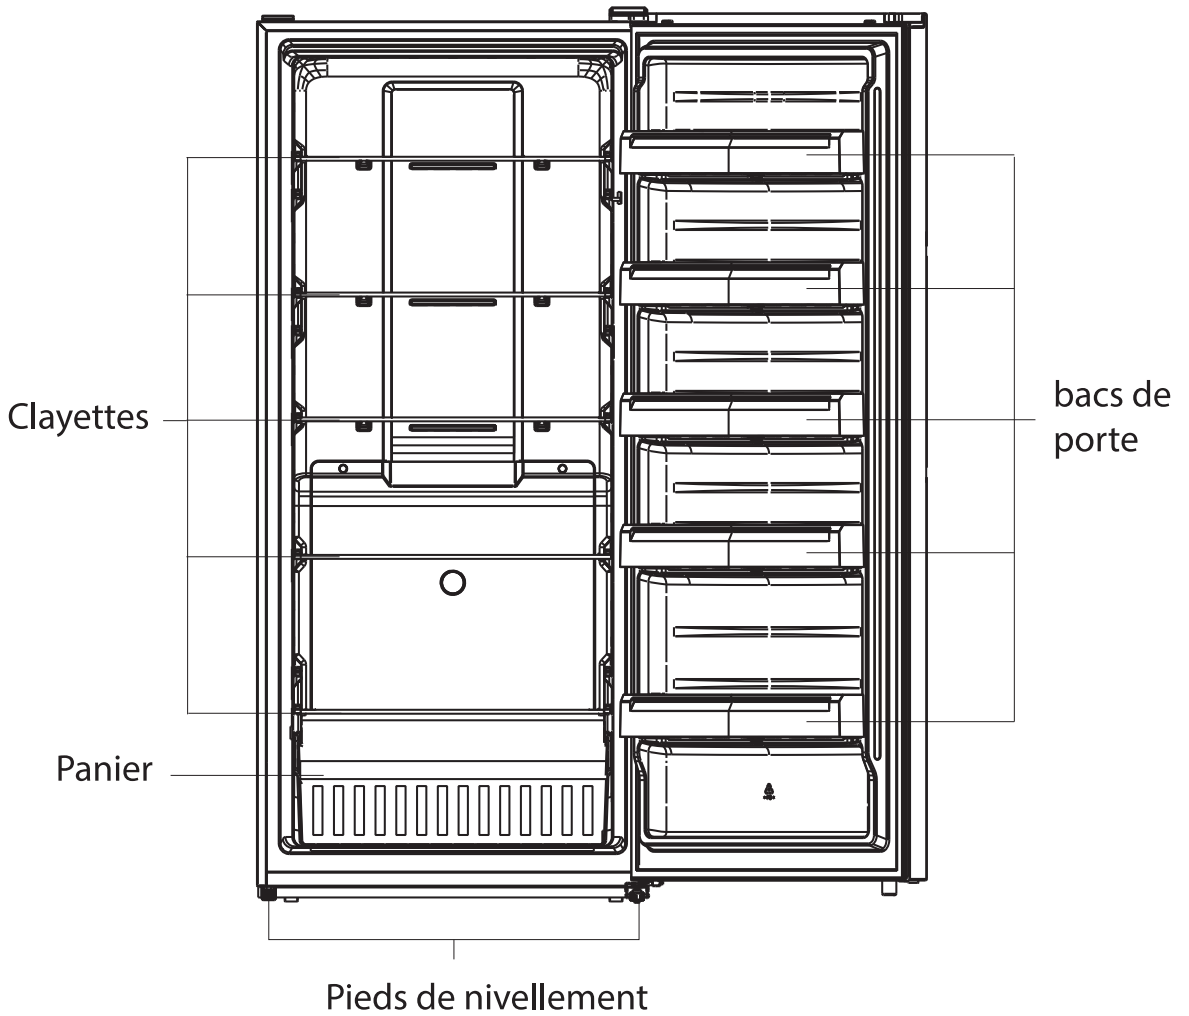 Clayettes
bacs de
porte
Panier
Pieds de nivellement